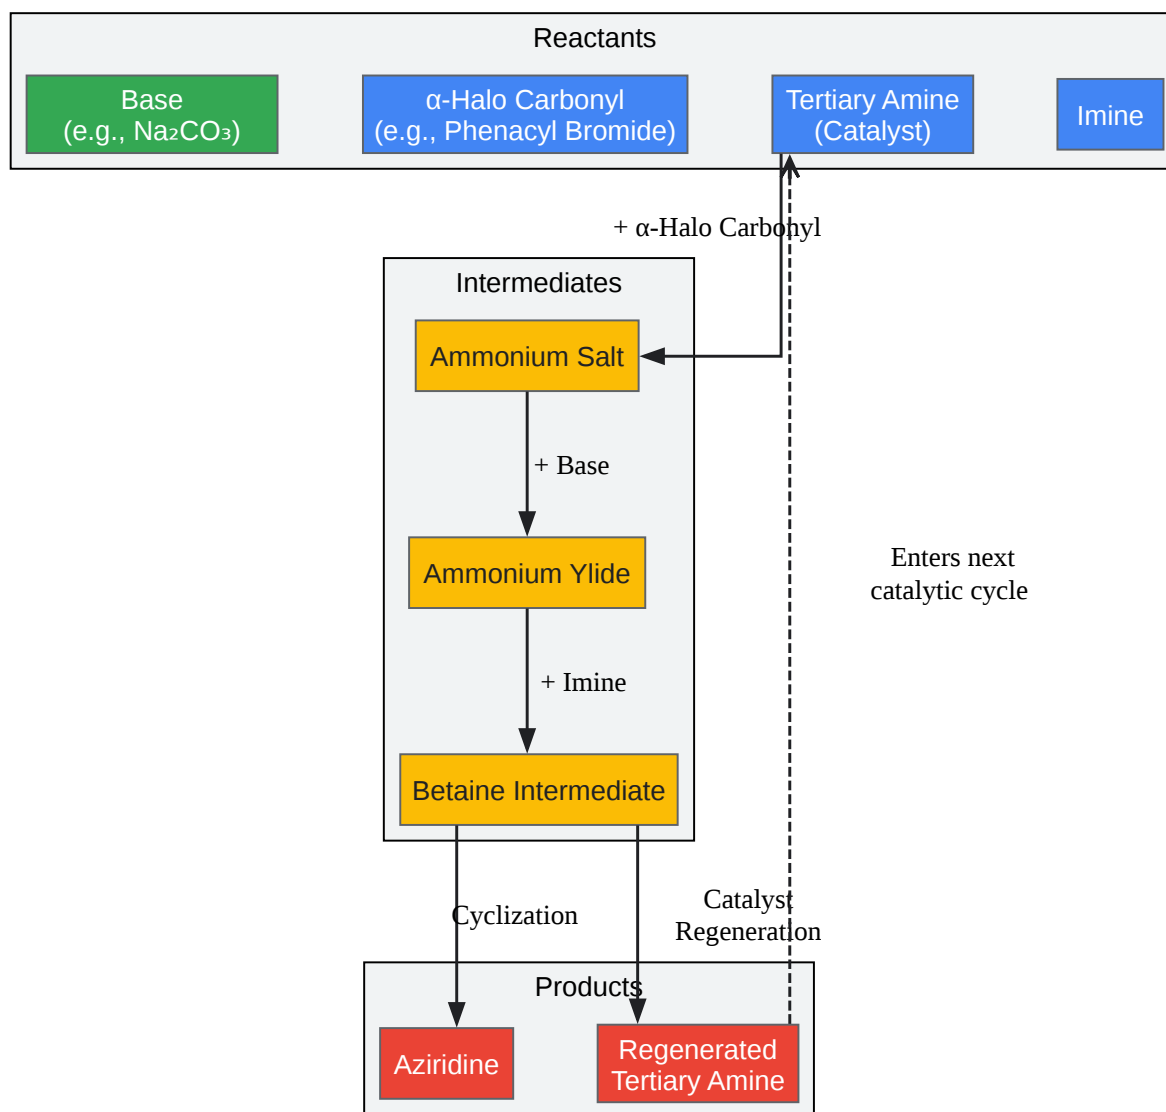 Reactants
Base
(e.g., Na₂CO₃)
α-Halo Carbonyl
(e.g., Phenacyl Bromide)
Tertiary Amine
(Catalyst)
Imine
+ α-Halo Carbonyl
Intermediates
Ammonium Salt
+ Base
Ammonium Ylide
Enters next
catalytic cycle
+ Imine
Betaine Intermediate
Cyclization
Catalyst
Regeneration
Products
Aziridine
Regenerated
Tertiary Amine